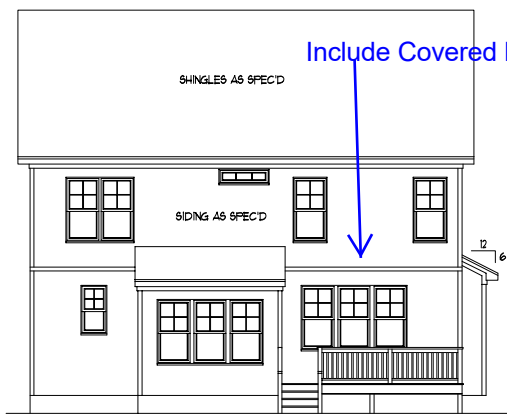 Include Covered
SHINGLES AS SPEC'D
SIDING AS SPEC'D
12
6